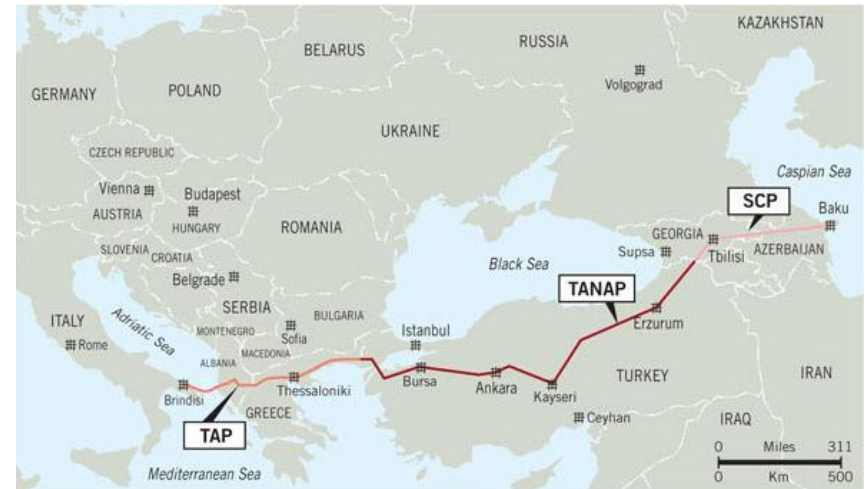 KAZAKHSTAN
RUSSIA
BELARUS
Volgograd
POLAND
GERMANY
UKRAINE
CZECH REPUBLIC
Caspian Sea
Vienna
Budapest
AUSTRIA
HUNGARY
SCP
Baku
ROMANIA
GEORGIA
SLOVENIA
CROATIA
Supsa
Tbilisi
AZERBAIJAN
Black Sea
Belgrade
TANAP
SERBIA
BULGARIA
ITALY
Adriatic Sea
Istanbul
Erzurum
MONTENEGRO
Sofia
Rome
MACEDONIA
ALBANIA
Bursa
Ankara
TURKEY
IRAN
Brindisi
Thessaloniki
Kayseri
GREECE
Ceyhan
IRAQ
TAP
0 Miles 311
0 Km 500
Mediterranean Sea